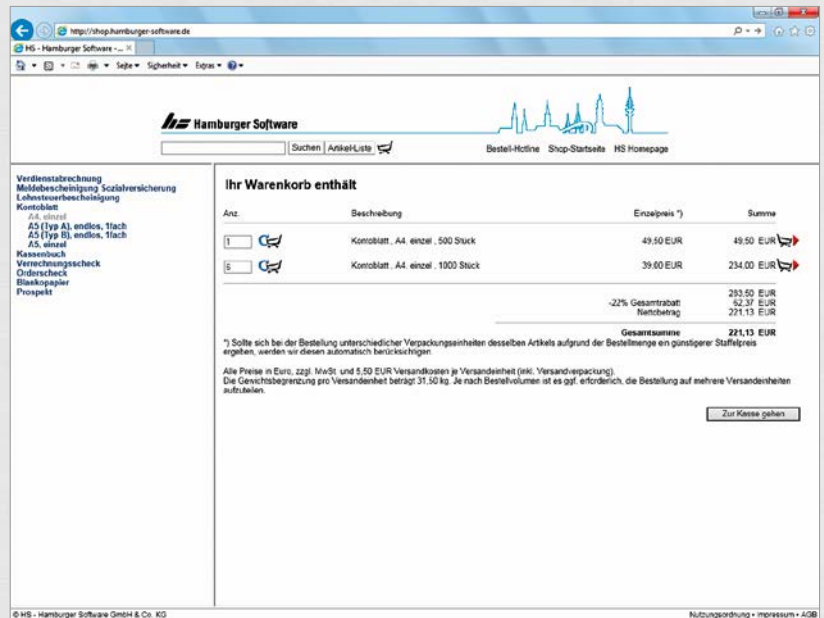 http://shop.hamburger-software.de
HS - Hamburger Software -...
Seite Sicherheit Extras
Hamburger Software
Suchen Artikel-Liste
Bestell-Hotline Shop-Startseite HS Homepage
Verdienstabrechnung
Meldebescheinigung Sozialversicherung
Lohnsteuerbescheinigung
Kontoblatt
A4, einzel
A5 (Typ A), endlos, 1fach
A5 (Typ B), endlos, 1fach
A5, einzel
Kassenbuch
Verrechnungsscheck
Orderscheck
Blankopapier
Prospekt
Ihr Warenkorb enthält
Anz. Beschreibung Einzelpreis *) Summe
1 Kontoblatt , A4, einzel , 500 Stück 49,50 EUR 49,50 EUR
6 Kontoblatt , A4, einzel , 1000 Stück 39,00 EUR 234,00 EUR
283,50 EUR
-22% Gesamtrabatt 62,37 EUR
Nettobetrag 221,13 EUR
Gesamtsumme 221,13 EUR
*) Sollte sich bei der Bestellung unterschiedlicher Verpackungseinheiten desselben Artikels aufgrund der Bestellmenge ein günstigerer Staffelpreis
ergeben, werden wir diesen automatisch berücksichtigen.
Alle Preise in Euro, zzgl. MwSt. und 5,50 EUR Versandkosten je Versandeinheit (inkl. Versandverpackung).
Die Gewichtsbegrenzung pro Versandeinheit beträgt 31,50 kg. Je nach Bestellvolumen ist es ggf. erforderlich, die Bestellung auf mehrere Versandeinheiten
aufzuteilen.
Zur Kasse gehen
© HS - Hamburger Software GmbH & Co. KG
Nutzungsordnung • Impressum • AGB